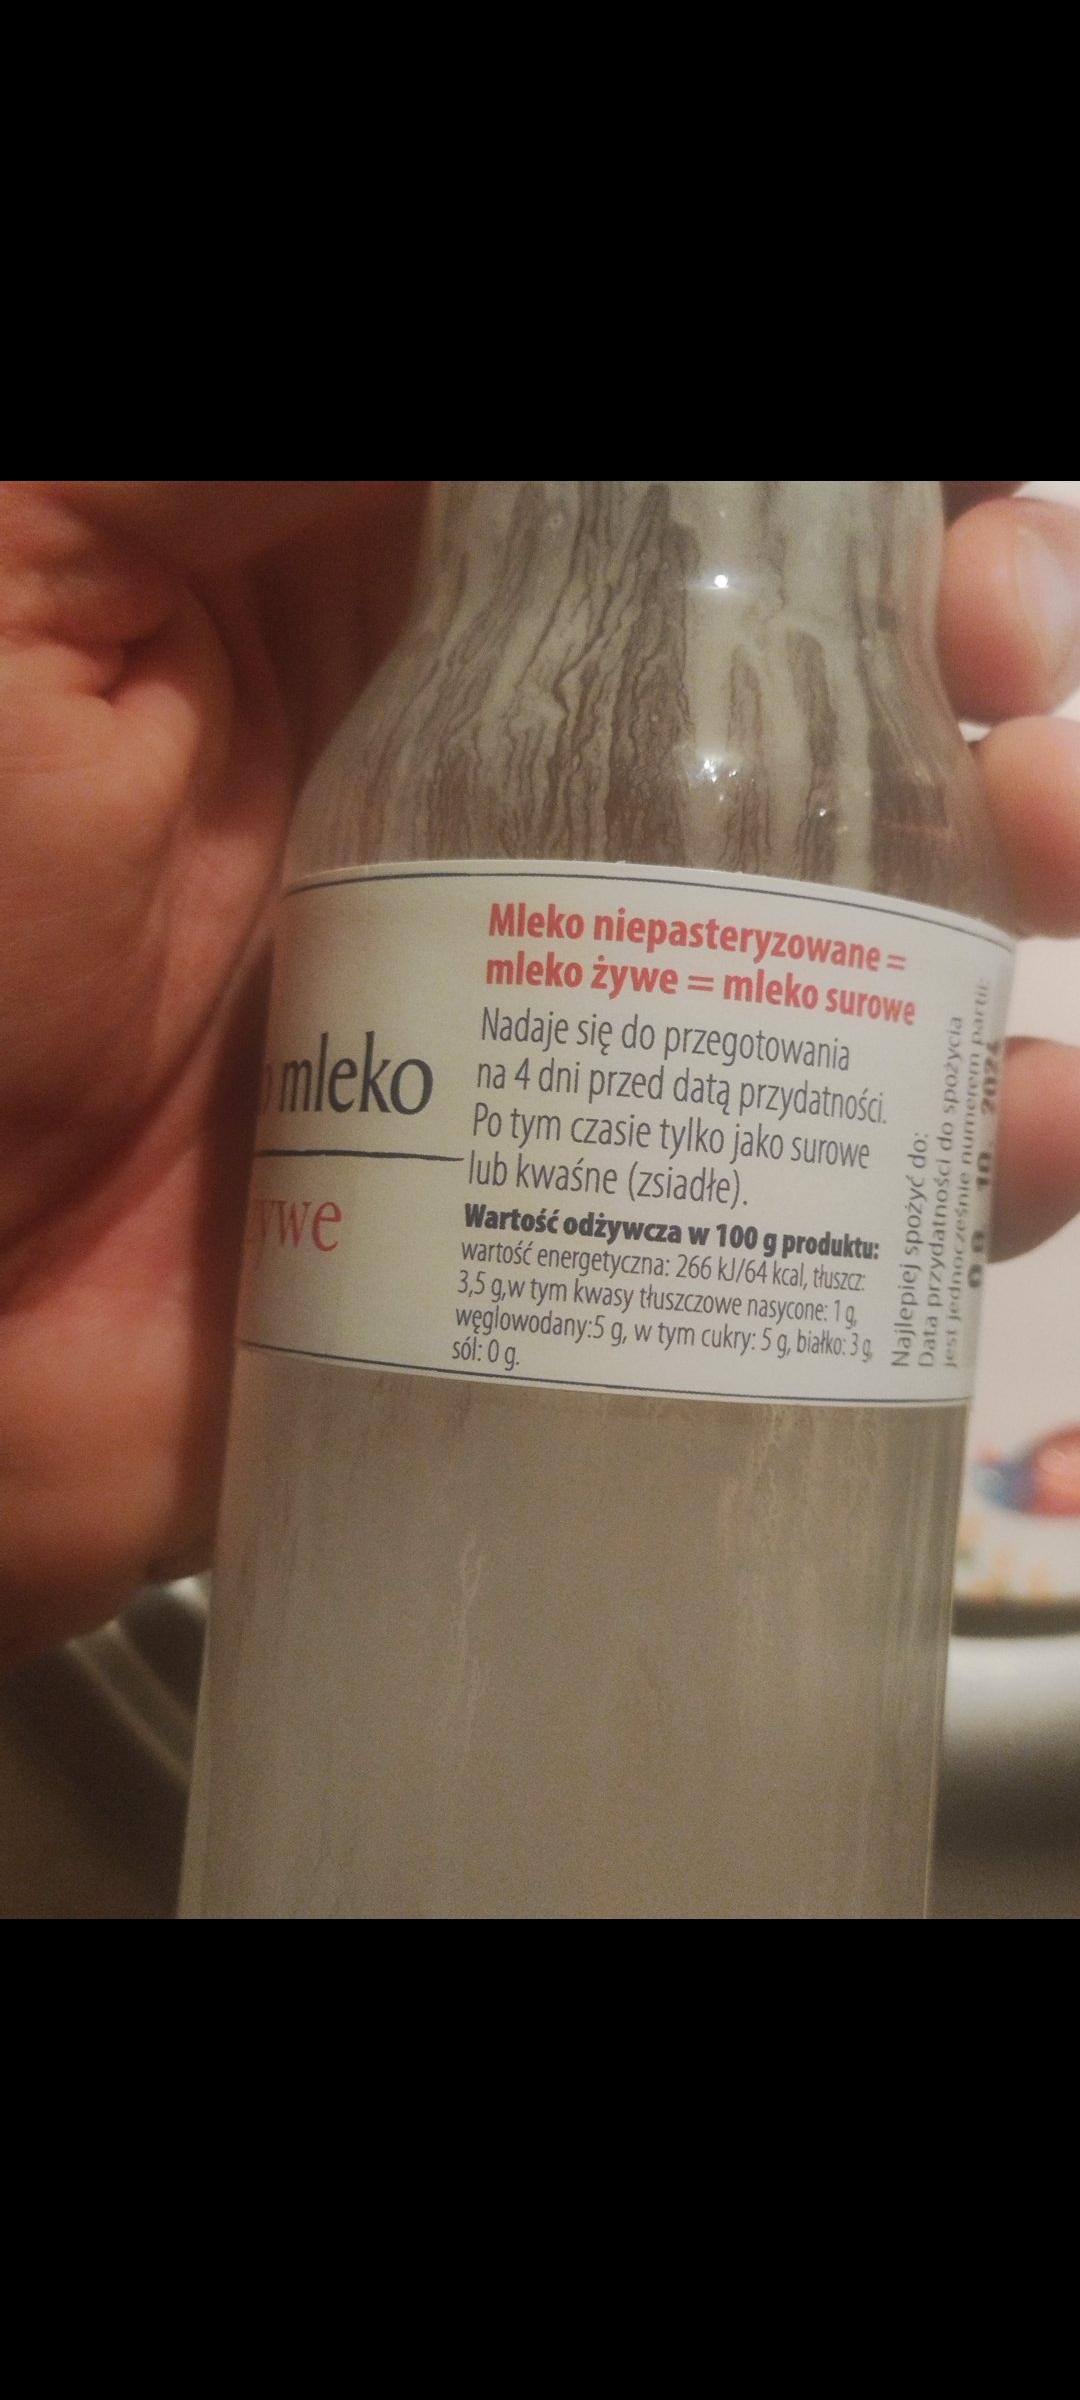 mleko
Mleko niepasteryzowane =
mleko żywe = mleko surowe
Nadaje się do przegotowania
na 4 dni przed datą przydatności.
Po tym czasie tylko jako surowe
lub kwaśne (zsiadłe).
Wartość odżywcza w 100 g produktu:
wartość energetyczna: 266 kJ/64 kcal, tłuszcz:
3,5 g,w tym kwasy tłuszczowe nasycone: 1 g,
węglowodany:5 g, w tym cukry: 5 g, białko: 3 g,
sól: 0 g.
Najlepiej spożyć do:
Data przydatności do spożycia
jest jednocześnie numerem partii:
10. 2024